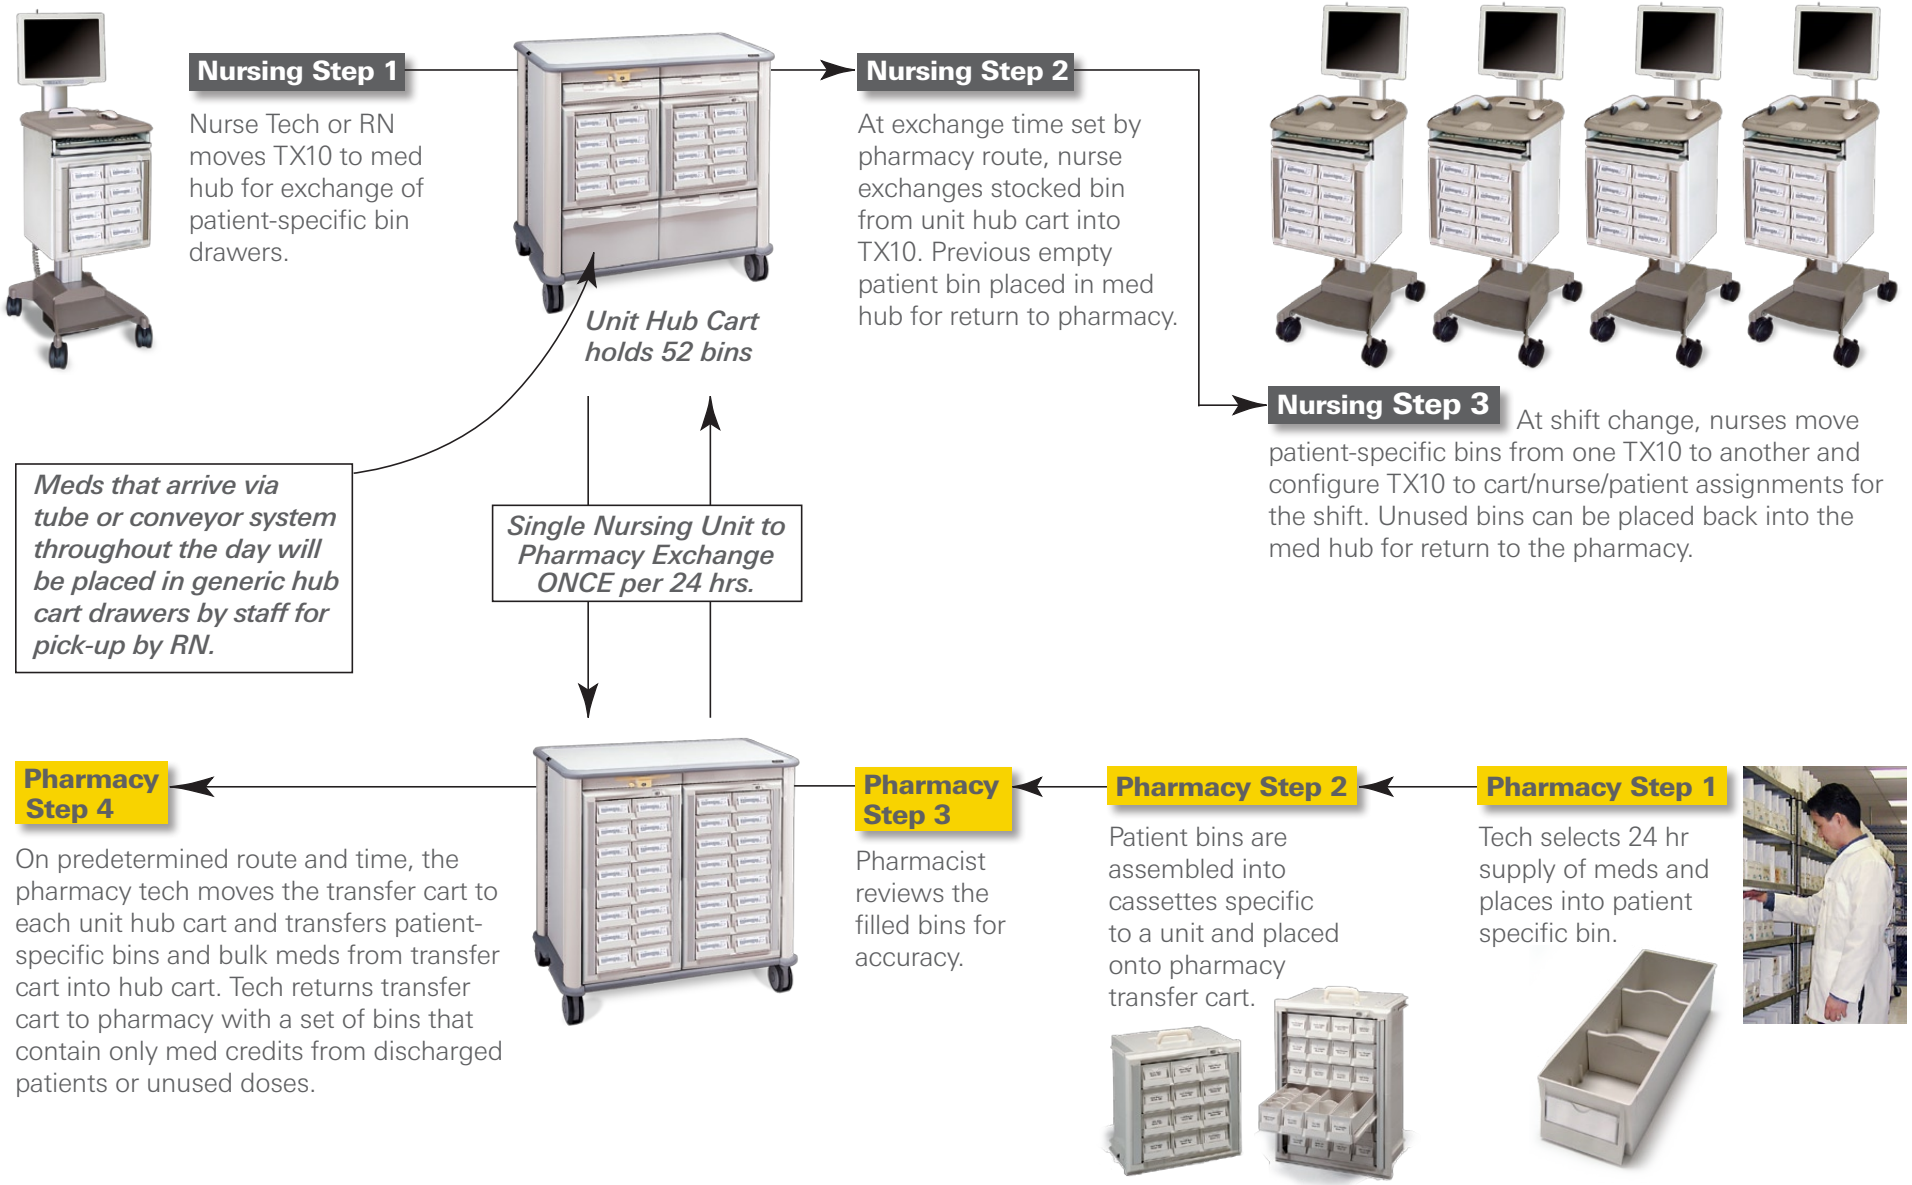 Nursing Step 1
Nurse Tech or RN
moves TX10 to med
hub for exchange of
patient-specific bin
drawers.
Unit Hub Cart
holds 52 bins
Nursing Step 2
At exchange time set by
pharmacy route, nurse
exchanges stocked bin
from unit hub cart into
TX10. Previous empty
patient bin placed in med
hub for return to pharmacy.
Nursing Step 3
At shift change, nurses move
patient-specific bins from one TX10 to another and
configure TX10 to cart/nurse/patient assignments for
the shift. Unused bins can be placed back into the
med hub for return to the pharmacy.
Meds that arrive via
tube or conveyor system
throughout the day will
be placed in generic hub
cart drawers by staff for
pick-up by RN.
Single Nursing Unit to
Pharmacy Exchange
ONCE per 24 hrs.
Pharmacy Step 1
Tech selects 24 hr
supply of meds and
places into patient
specific bin.
Pharmacy Step 2
Patient bins are
assembled into
cassettes specific
to a unit and placed
onto pharmacy
transfer cart.
Pharmacy
Step 3
Pharmacist
reviews the
filled bins for
accuracy.
Pharmacy
Step 4
On predetermined route and time, the
pharmacy tech moves the transfer cart to
each unit hub cart and transfers patient-
specific bins and bulk meds from transfer
cart into hub cart. Tech returns transfer
cart to pharmacy with a set of bins that
contain only med credits from discharged
patients or unused doses.